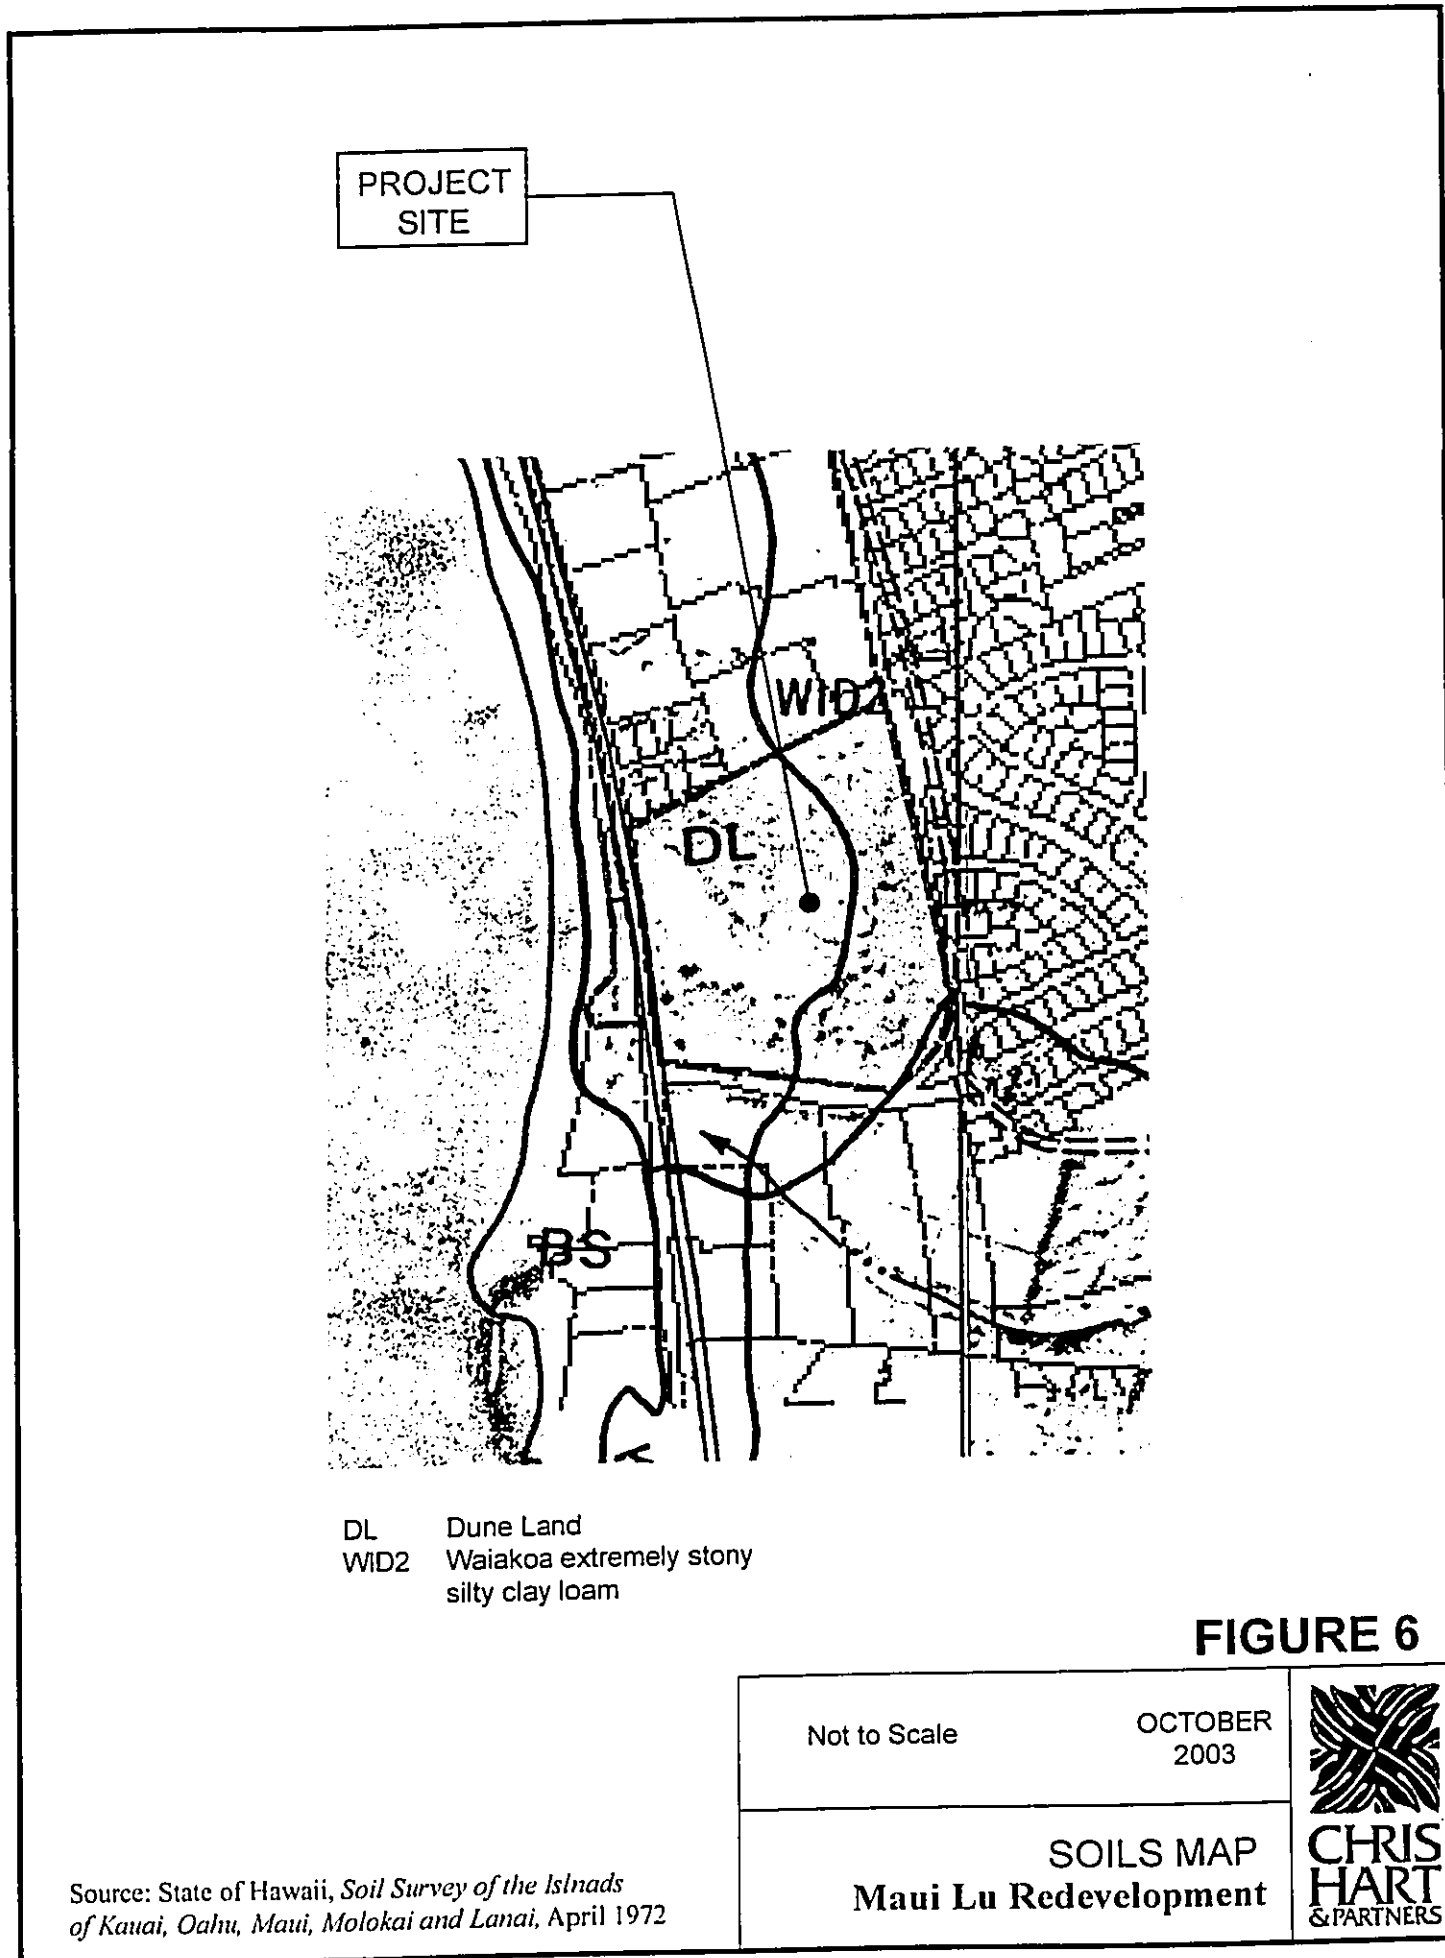 PROJECT
SITE
WID2
DL
BS
DL Dune Land
WID2 Waiakoa extremely stony
silty clay loam
FIGURE 6
Not to Scale
OCTOBER
2003
SOILS MAP
Maui Lu Redevelopment
CHRIS
HART
& PARTNERS
Source: State of Hawaii, Soil Survey of the Islnads
of Kauai, Oahu, Maui, Molokai and Lanai, April 1972